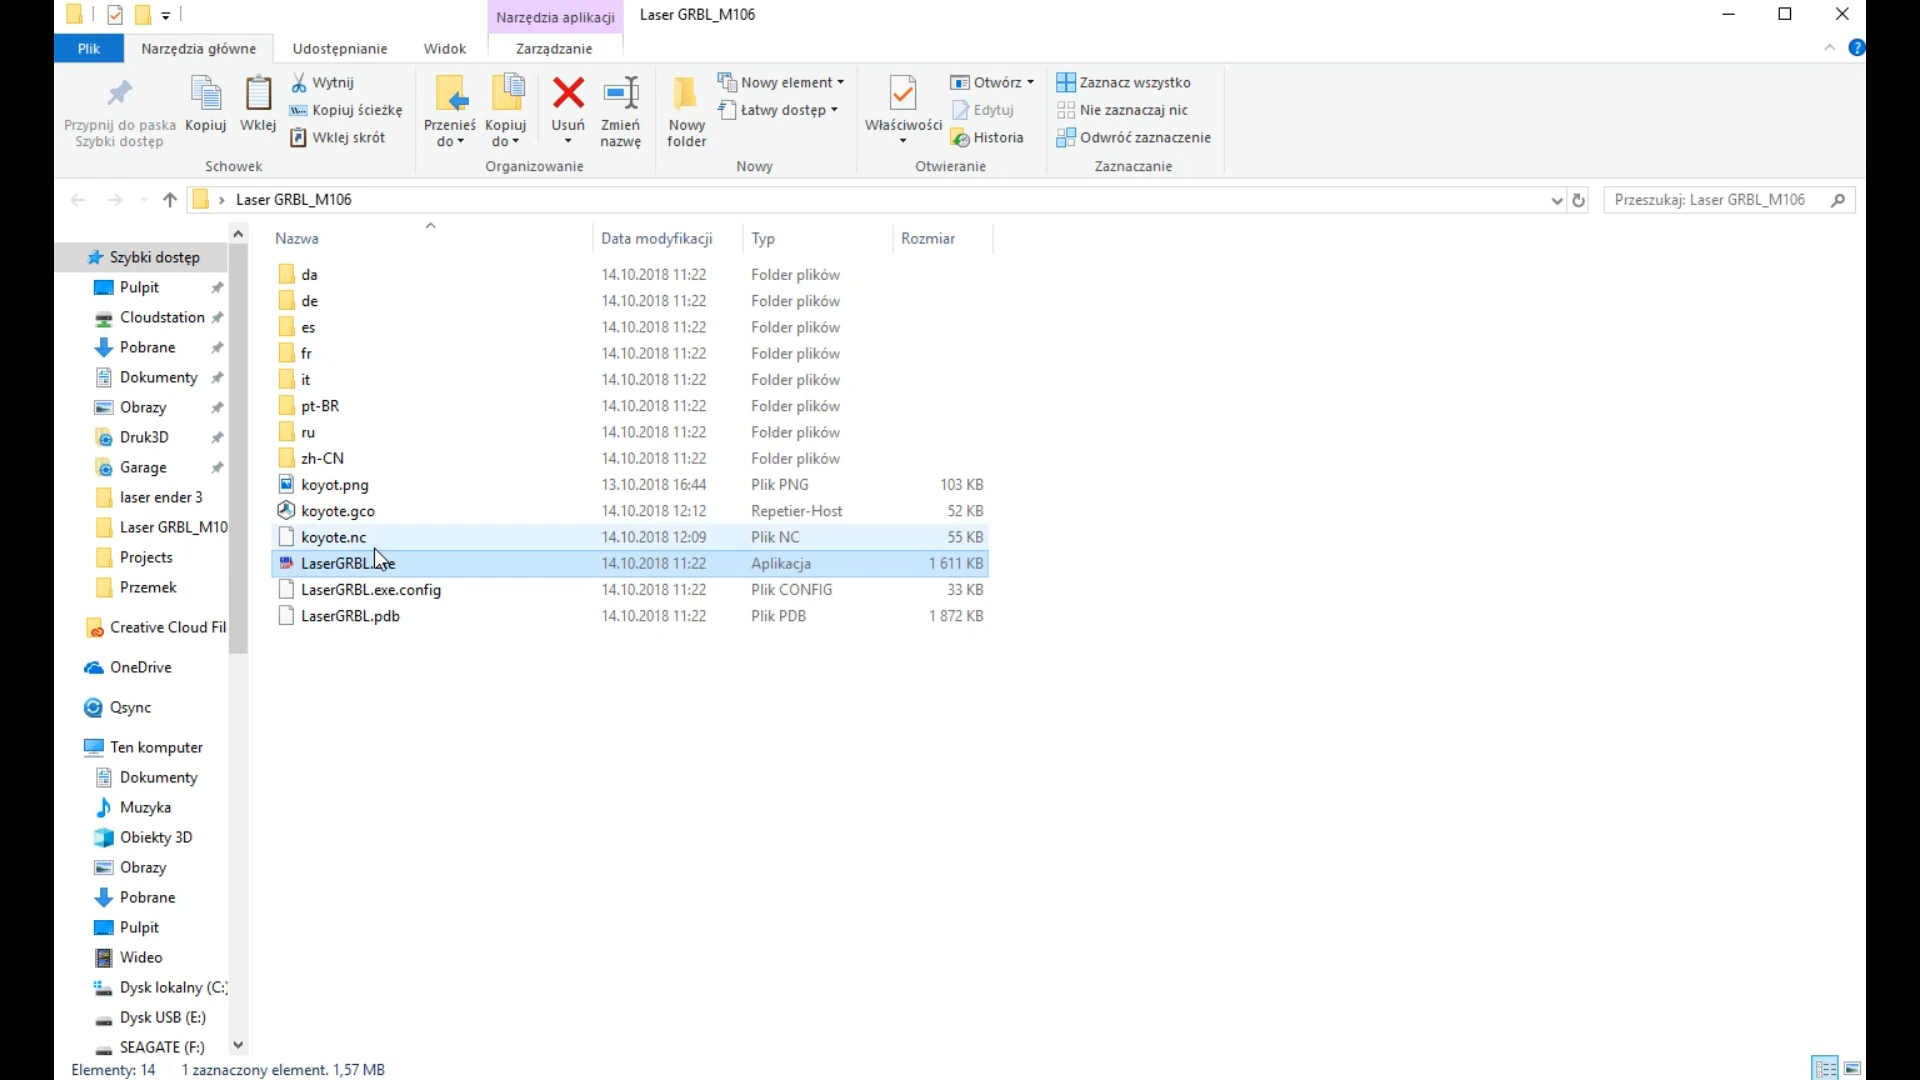 Narzędzia aplikacji Laser GRBL_M106
Plik Narzędzia główne Udostępnianie Widok Zarządzanie
Przypnij do paska Szybki dostęp
Kopiuj
Wklej
Wytnij
Kopiuj ścieżkę
Wklej skrót
Schowek
Przenieś do
Kopiuj do
Usuń
Zmień nazwę
Organizowanie
Nowy folder
Nowy element
Łatwy dostęp
Nowy
Właściwości
Otwórz
Edytuj
Historia
Otwieranie
Zaznacz wszystko
Nie zaznaczaj nic
Odwróć zaznaczenie
Zaznaczanie
Laser GRBL_M106
Przeszukaj: Laser GRBL_M106
Szybki dostęp
Pulpit
Cloudstation
Pobrane
Dokumenty
Obrazy
Druk3D
Garage
laser ender 3
Laser GRBL_M10
Projects
Przemek
Creative Cloud Fil
OneDrive
Qsync
Ten komputer
Dokumenty
Muzyka
Obiekty 3D
Obrazy
Pobrane
Pulpit
Wideo
Dysk lokalny (C:)
Dysk USB (E:)
SEAGATE (F:)
Nazwa Data modyfikacji Typ Rozmiar
da 14.10.2018 11:22 Folder plików
de 14.10.2018 11:22 Folder plików
es 14.10.2018 11:22 Folder plików
fr 14.10.2018 11:22 Folder plików
it 14.10.2018 11:22 Folder plików
pt-BR 14.10.2018 11:22 Folder plików
ru 14.10.2018 11:22 Folder plików
zh-CN 14.10.2018 11:22 Folder plików
koyot.png 13.10.2018 16:44 Plik PNG 103 KB
koyote.gco 14.10.2018 12:12 Repetier-Host 52 KB
koyote.nc 14.10.2018 12:09 Plik NC 55 KB
LaserGRBL.exe 14.10.2018 11:22 Aplikacja 1 611 KB
LaserGRBL.exe.config 14.10.2018 11:22 Plik CONFIG 33 KB
LaserGRBL.pdb 14.10.2018 11:22 Plik PDB 1 872 KB
Elementy: 14 1 zaznaczony element. 1,57 MB